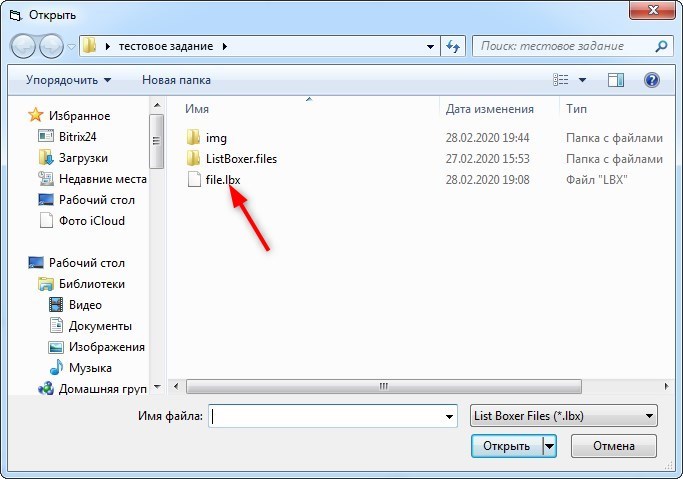 Открыть
тестовое задание
Поиск: тестовое задание
Упорядочить
Новая папка
Избранное
Bitrix24
Загрузки
Недавние места
Рабочий стол
Фото iCloud
Рабочий стол
Библиотеки
Видео
Документы
Изображения
Музыка
Домашняя груп
Имя Дата изменения Тип
img 28.02.2020 19:44 Папка с файлами
ListBoxer.files 27.02.2020 15:53 Папка с файлами
file.lbx 28.02.2020 19:08 Файл "LBX"
Имя файла:
List Boxer Files (*.lbx)
Открыть
Отмена